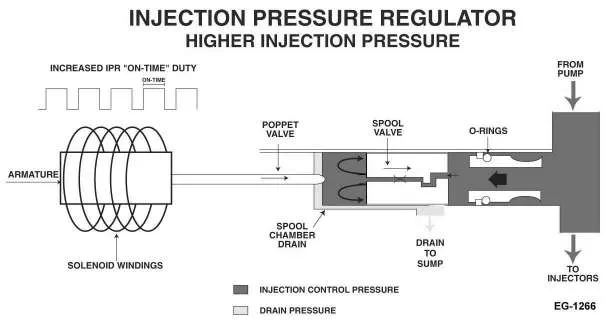 INJECTION PRESSURE REGULATOR
HIGHER INJECTION PRESSURE
INCREASED IPR "ON-TIME" DUTY
ON-TIME
FROM
PUMP
POPPET
VALVE
SPOOL
VALVE
O-RINGS
ARMATURE
SPOOL
CHAMBER
DRAIN
DRAIN
TO
SUMP
SOLENOID WINDINGS
TO
INJECTORS
INJECTION CONTROL PRESSURE
DRAIN PRESSURE
EG-1266